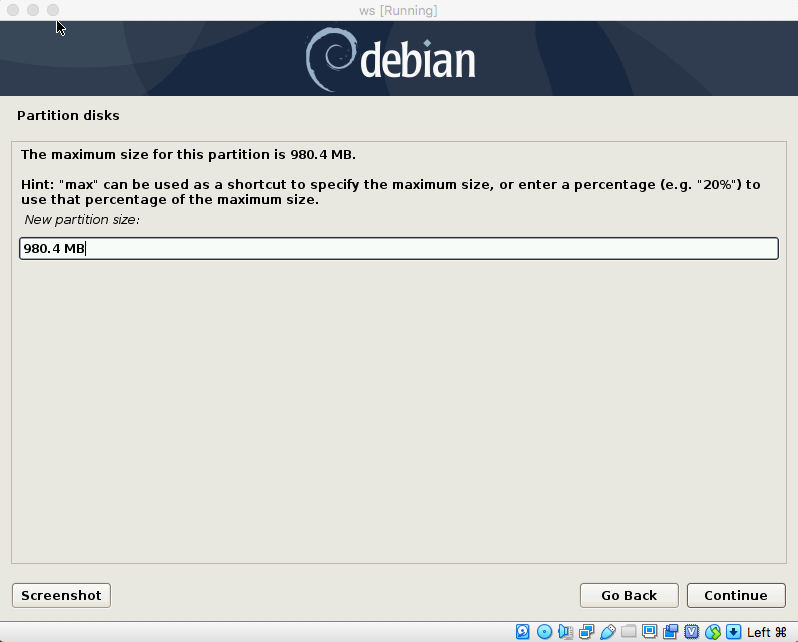 ws [Running]
debian
Partition disks
The maximum size for this partition is 980.4 MB.
Hint: "max" can be used as a shortcut to specify the maximum size, or enter a percentage (e.g. "20%") to
use that percentage of the maximum size.
New partition size:
980.4 MB
Screenshot
Go Back
Continue
Left ⌘